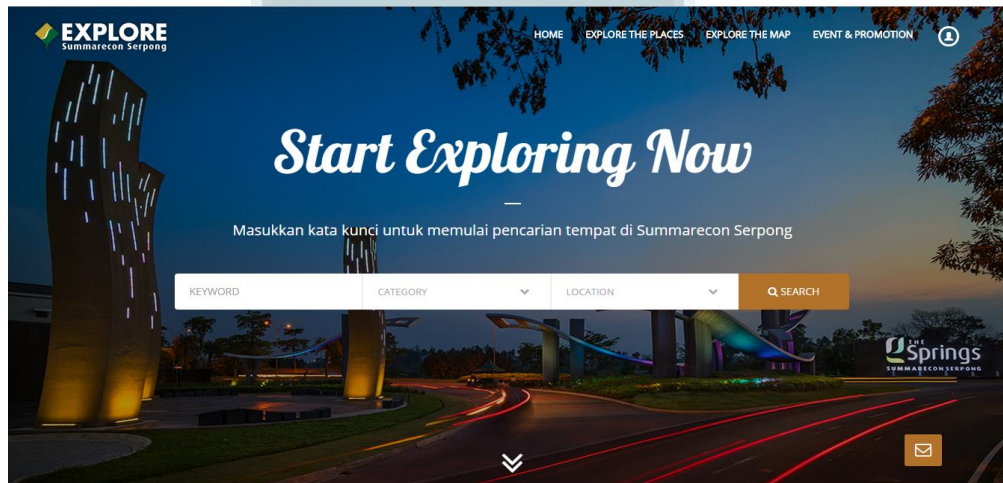 EXPLORE
Summarecon Serpong
HOME EXPLORE THE PLACES EXPLORE THE MAP EVENT & PROMOTION
Start Exploring Now
Masukkan kata kunci untuk memulai pencarian tempat di Summarecon Serpong
KEYWORD CATEGORY LOCATION SEARCH
THE
Springs
SUMMARECON SERPONG